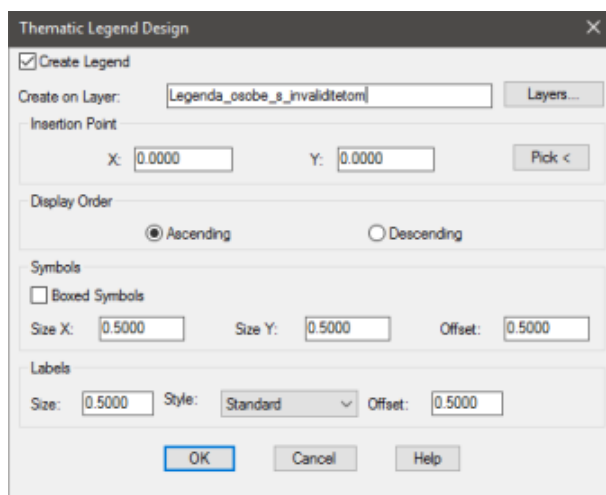 Thematic Legend Design
Create Legend
Create on Layer: Legenda_osobe_s_invaliditetom Layers...
Insertion Point
X: 0.0000 Y: 0.0000 Pick <
Display Order
Ascending Descending
Symbols
Boxed Symbols
Size X: 0.5000 Size Y: 0.5000 Offset: 0.5000
Labels
Size: 0.5000 Style: Standard Offset: 0.5000
OK Cancel Help